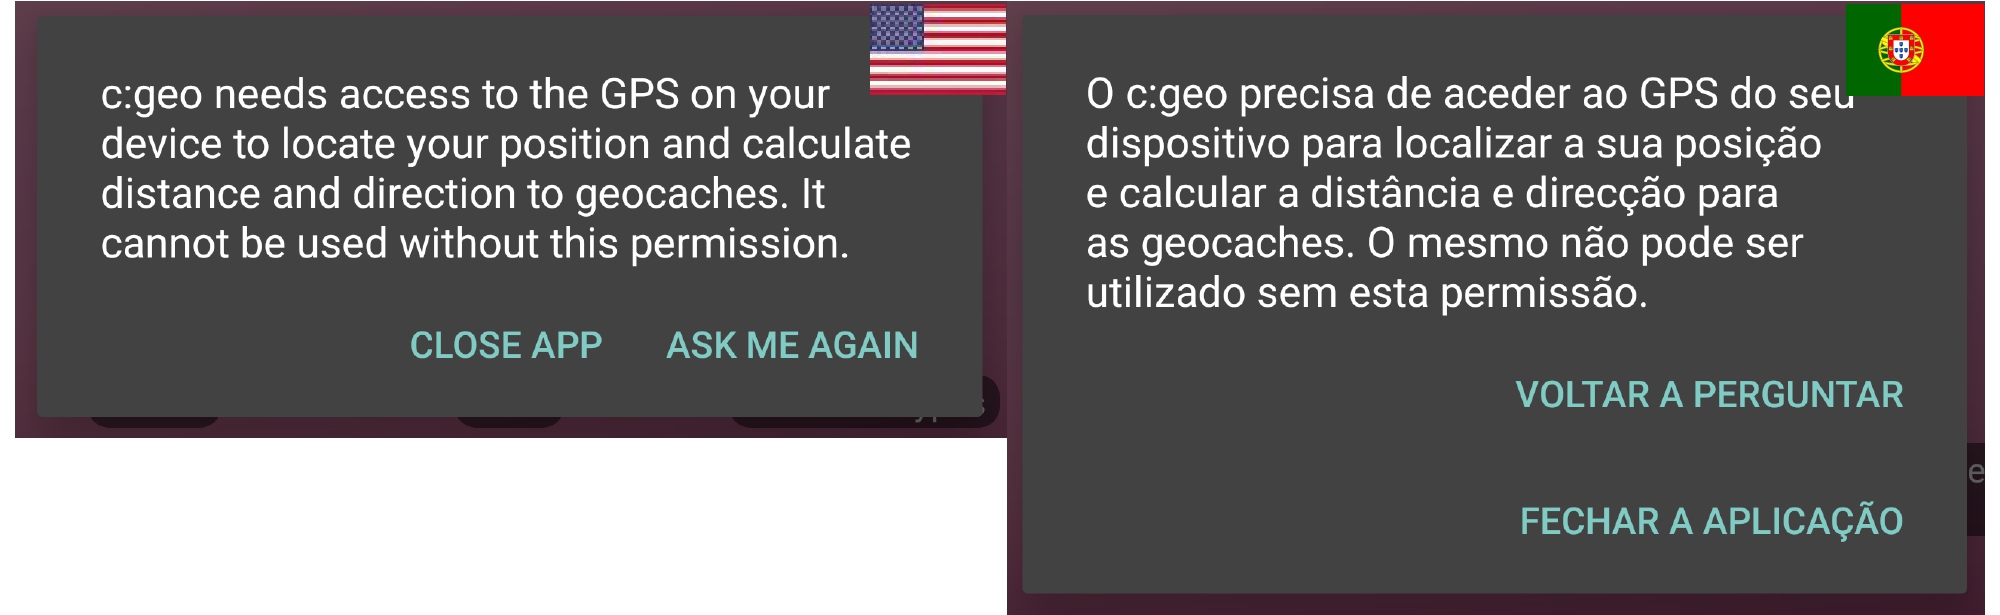 c:geo needs access to the GPS on your
device to locate your position and calculate
distance and direction to geocaches. It
cannot be used without this permission.
CLOSE APP ASK ME AGAIN
O c:geo precisa de aceder ao GPS do seu
dispositivo para localizar a sua posição
e calcular a distância e direcção para
as geocaches. O mesmo não pode ser
utilizado sem esta permissão.
VOLTAR A PERGUNTAR
FECHAR A APLICAÇÃO